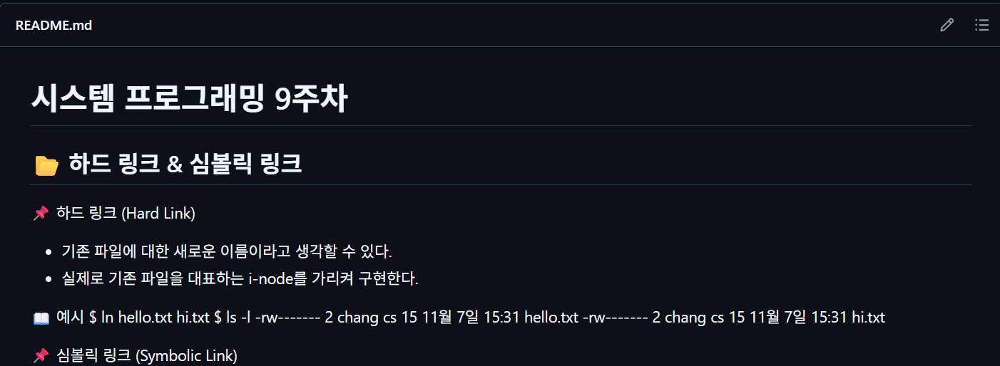 README.md
시스템 프로그래밍 9주차
하드 링크 & 심볼릭 링크
하드 링크 (Hard Link)
기존 파일에 대한 새로운 이름이라고 생각할 수 있다.
실제로 기존 파일을 대표하는 i-node를 가리켜 구현한다.
예시 $ ln hello.txt hi.txt $ ls -l -rw------- 2 chang cs 15 11월 7일 15:31 hello.txt -rw------- 2 chang cs 15 11월 7일 15:31 hi.txt
심볼릭 링크 (Symbolic Link)